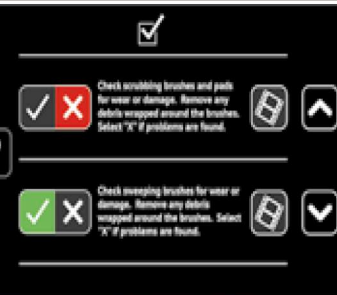 Check scrubbing brushes and pads
for wear or damage. Remove any
debris wrapped around the brushes.
Select "X" if problems are found.
Check sweeping brushes for wear or
damage. Remove any debris
wrapped around the brushes. Select
"X" if problems are found.